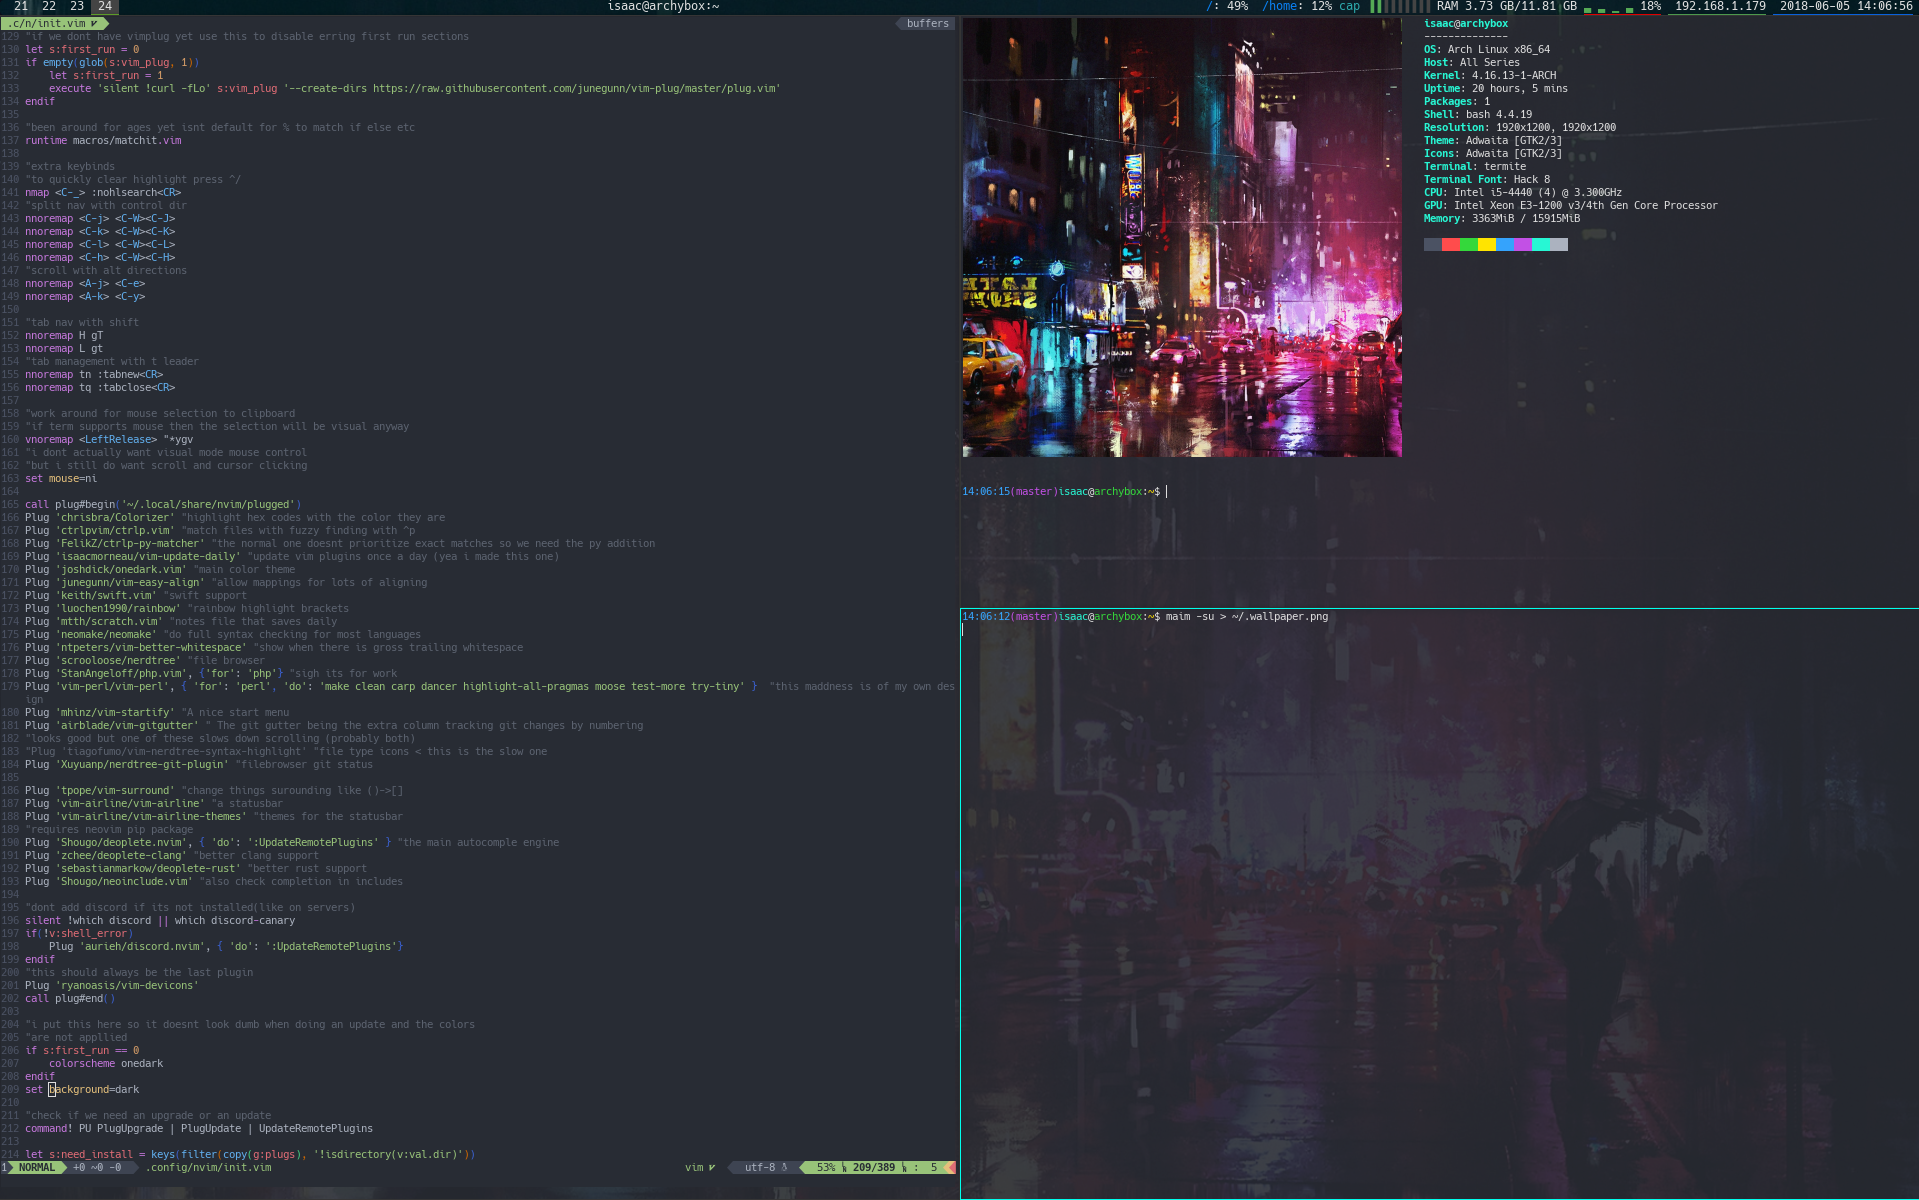 21 22 23 24 isaac@archybox:~ /: 49% /home: 12% cap RAM 3.73 GB/11.81 GB 18% 192.168.1.179 2018-06-05 14:06:56
.c/n/init.vim buffers
129 "if we dont have vimplug yet use this to disable erring first run sections
130 let s:first_run = 0
131 if empty(glob(s:vim_plug, 1))
132     let s:first_run = 1
133     execute 'silent !curl -fLo' s:vim_plug '--create-dirs https://raw.githubusercontent.com/junegunn/vim-plug/master/plug.vim'
134 endif
135
136 "been around for ages yet isnt default for % to match if else etc
137 runtime macros/matchit.vim
138
139 "extra keybinds
140 "to quickly clear highlight press ^/
141 nmap <C-_> :nohlsearch<CR>
142 "split nav with control dir
143 nnoremap <C-j> <C-W><C-J>
144 nnoremap <C-k> <C-W><C-K>
145 nnoremap <C-l> <C-W><C-L>
146 nnoremap <C-h> <C-W><C-H>
147 "scroll with alt directions
148 nnoremap <A-j> <C-e>
149 nnoremap <A-k> <C-y>
150
151 "tab nav with shift
152 nnoremap H gT
153 nnoremap L gt
154 "tab management with t leader
155 nnoremap tn :tabnew<CR>
156 nnoremap tq :tabclose<CR>
157
158 "work around for mouse selection to clipboard
159 "if term supports mouse then the selection will be visual anyway
160 vnoremap <LeftRelease> "*ygv
161 "i dont actually want visual mode mouse control
162 "but i still do want scroll and cursor clicking
163 set mouse=ni
164
165 call plug#begin('~/.local/share/nvim/plugged')
166 Plug 'chrisbra/Colorizer' "highlight hex codes with the color they are
167 Plug 'ctrlpvim/ctrlp.vim' "match files with fuzzy finding with ^p
168 Plug 'FelikZ/ctrlp-py-matcher' "the normal one doesnt prioritize exact matches so we need the py addition
169 Plug 'isaacmorneau/vim-update-daily' "update vim plugins once a day (yea i made this one)
170 Plug 'joshdick/onedark.vim' "main color theme
171 Plug 'junegunn/vim-easy-align' "allow mappings for lots of aligning
172 Plug 'keith/swift.vim' "swift support
173 Plug 'luochen1990/rainbow' "rainbow highlight brackets
174 Plug 'mtth/scratch.vim' "notes file that saves daily
175 Plug 'neomake/neomake' "do full syntax checking for most languages
176 Plug 'ntpeters/vim-better-whitespace' "show when there is gross trailing whitespace
177 Plug 'scrooloose/nerdtree' "file browser
178 Plug 'StanAngeloff/php.vim', {'for': 'php'} "sigh its for work
179 Plug 'vim-perl/vim-perl', { 'for': 'perl', 'do': 'make clean carp dancer highlight-all-pragmas moose test-more try-tiny' }  "this maddness is of my own des
ign
180 Plug 'mhinz/vim-startify' "A nice start menu
181 Plug 'airblade/vim-gitgutter' " The git gutter being the extra column tracking git changes by numbering
182 "looks good but one of these slows down scrolling (probably both)
183 "Plug 'tiagofumo/vim-nerdtree-syntax-highlight' "file type icons < this is the slow one
184 Plug 'Xuyuanp/nerdtree-git-plugin' "filebrowser git status
185
186 Plug 'tpope/vim-surround' "change things surounding like ()->[]
187 Plug 'vim-airline/vim-airline' "a statusbar
188 Plug 'vim-airline/vim-airline-themes' "themes for the statusbar
189 "requires neovim pip package
190 Plug 'Shougo/deoplete.nvim', { 'do': ':UpdateRemotePlugins' } "the main autocomple engine
191 Plug 'zchee/deoplete-clang' "better clang support
192 Plug 'sebastianmarkow/deoplete-rust' "better rust support
193 Plug 'Shougo/neoinclude.vim' "also check completion in includes
194
195 "dont add discord if its not installed(like on servers)
196 silent !which discord || which discord-canary
197 if(!v:shell_error)
198     Plug 'aurieh/discord.nvim', { 'do': ':UpdateRemotePlugins'}
199 endif
200 "this should always be the last plugin
201 Plug 'ryanoasis/vim-devicons'
202 call plug#end()
203
204 "i put this here so it doesnt look dumb when doing an update and the colors
205 "are not appllied
206 if s:first_run == 0
207     colorscheme onedark
208 endif
209 set background=dark
210
211 "check if we need an upgrade or an update
212 command! PU PlugUpgrade | PlugUpdate | UpdateRemotePlugins
213
214 let s:need_install = keys(filter(copy(g:plugs), '!isdirectory(v:val.dir)'))
1 NORMAL +0 ~0 -0 .config/nvim/init.vim vim utf-8 53% 209/389 : 5
isaac@archybox
--------------
OS: Arch Linux x86_64
Host: All Series
Kernel: 4.16.13-1-ARCH
Uptime: 20 hours, 5 mins
Packages: 1
Shell: bash 4.4.19
Resolution: 1920x1200, 1920x1200
Theme: Adwaita [GTK2/3]
Icons: Adwaita [GTK2/3]
Terminal: termite
Terminal Font: Hack 8
CPU: Intel i5-4440 (4) @ 3.300GHz
GPU: Intel Xeon E3-1200 v3/4th Gen Core Processor
Memory: 3363MiB / 15915MiB
14:06:15(master)isaac@archybox:~$
14:06:12(master)isaac@archybox:~$ maim -su > ~/.wallpaper.png